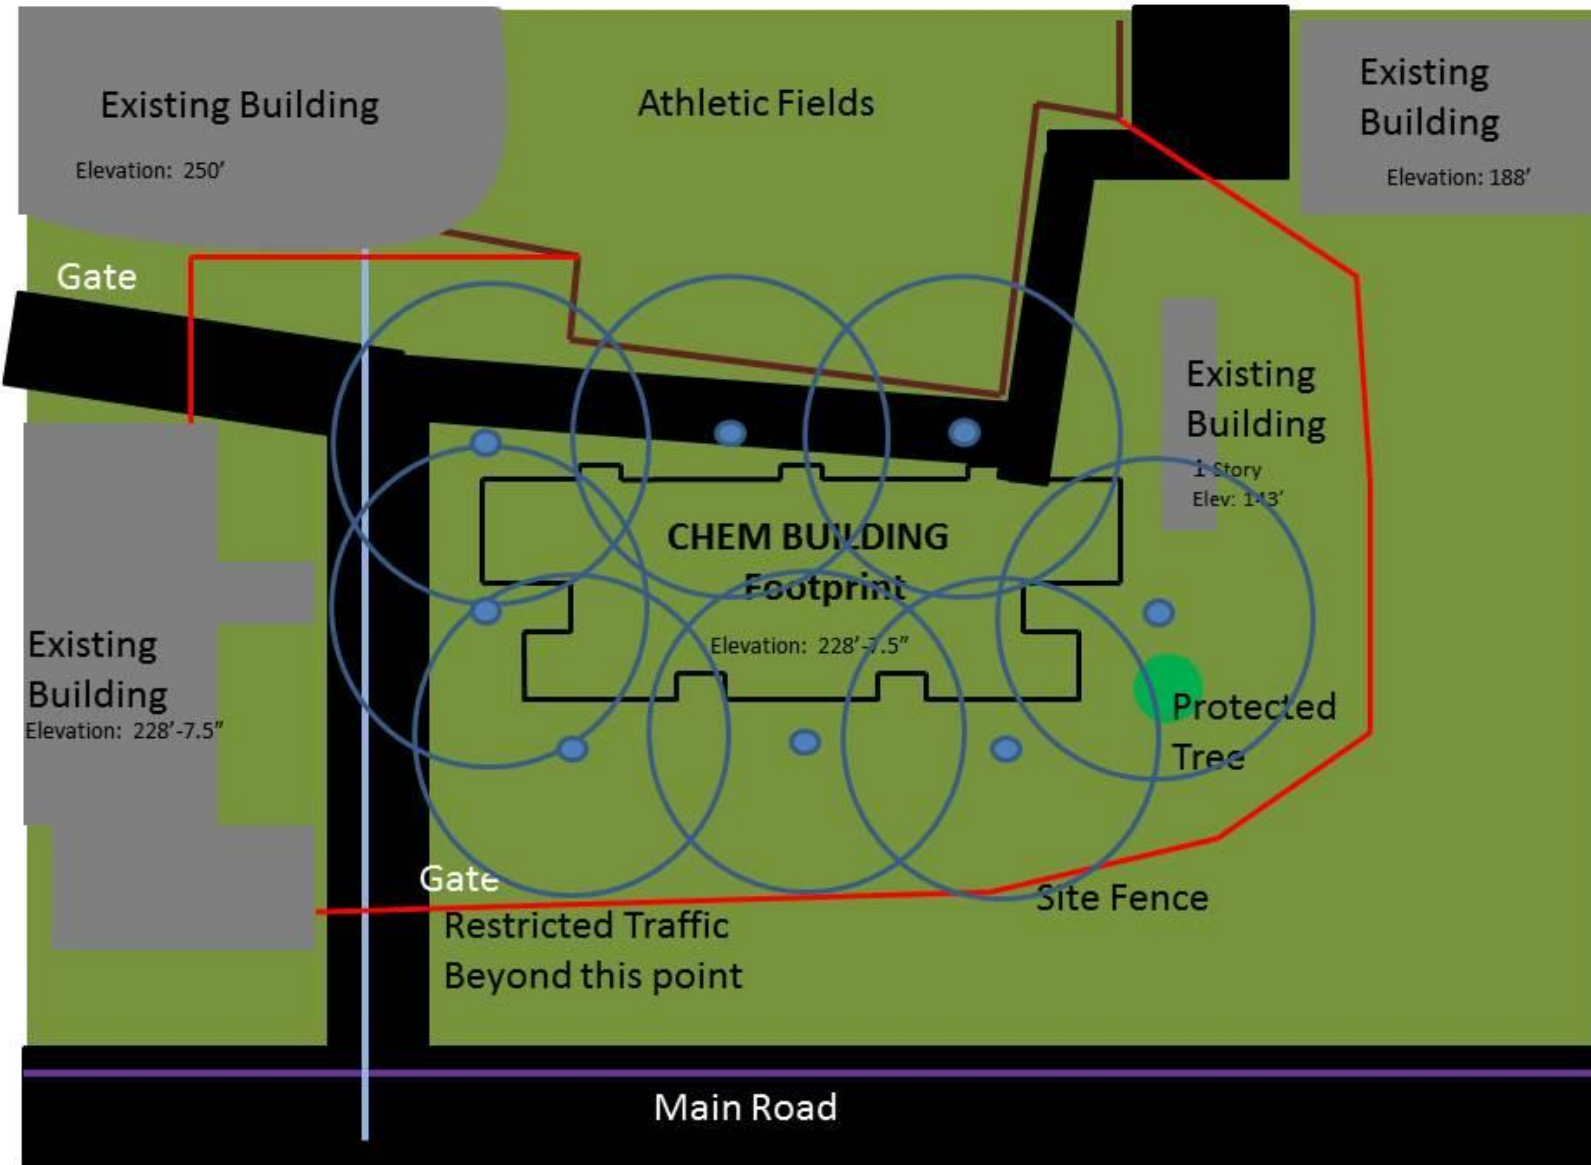 Existing Building
Elevation:  250'
Athletic Fields
Existing
Building
Elevation: 188'
Gate
Existing
Building
1 Story
Elev: 143'
CHEM BUILDING
Footprint
Elevation:  228'-7.5"
Existing
Building
Elevation:  228'-7.5"
Protected
Tree
Gate
Site Fence
Restricted Traffic
Beyond this point
Main Road